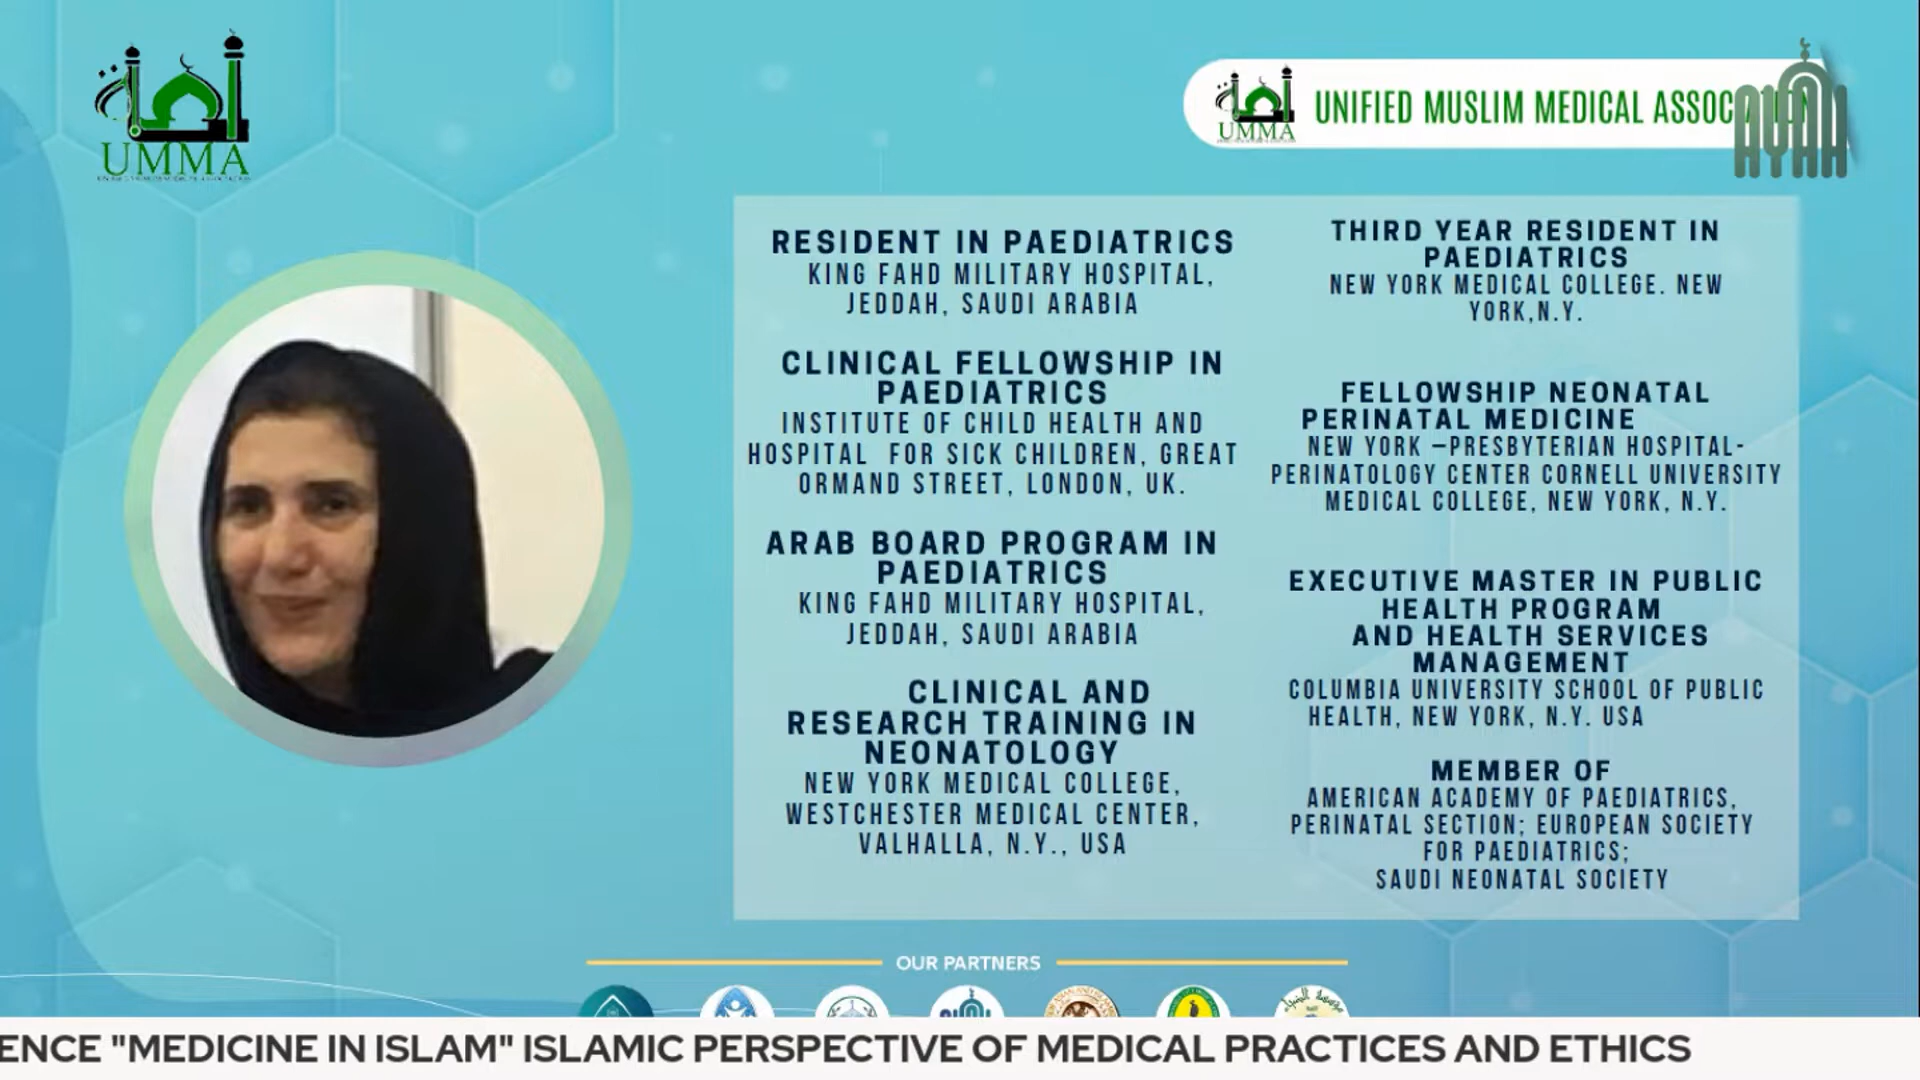 UMMA
UMMA
UNIFIED MUSLIM MEDICAL ASSOC
AYAH
RESIDENT IN PAEDIATRICS
KING FAHD MILITARY HOSPITAL,
JEDDAH, SAUDI ARABIA
CLINICAL FELLOWSHIP IN
PAEDIATRICS
INSTITUTE OF CHILD HEALTH AND
HOSPITAL FOR SICK CHILDREN, GREAT
ORMAND STREET, LONDON, UK.
ARAB BOARD PROGRAM IN
PAEDIATRICS
KING FAHD MILITARY HOSPITAL,
JEDDAH, SAUDI ARABIA
CLINICAL AND
RESEARCH TRAINING IN
NEONATOLOGY
NEW YORK MEDICAL COLLEGE,
WESTCHESTER MEDICAL CENTER,
VALHALLA, N.Y., USA
THIRD YEAR RESIDENT IN
PAEDIATRICS
NEW YORK MEDICAL COLLEGE. NEW
YORK,N.Y.
FELLOWSHIP NEONATAL
PERINATAL MEDICINE
NEW YORK –PRESBYTERIAN HOSPITAL-
PERINATOLOGY CENTER CORNELL UNIVERSITY
MEDICAL COLLEGE, NEW YORK, N.Y.
EXECUTIVE MASTER IN PUBLIC
HEALTH PROGRAM
AND HEALTH SERVICES
MANAGEMENT
COLUMBIA UNIVERSITY SCHOOL OF PUBLIC
HEALTH, NEW YORK, N.Y. USA
MEMBER OF
AMERICAN ACADEMY OF PAEDIATRICS,
PERINATAL SECTION; EUROPEAN SOCIETY
FOR PAEDIATRICS;
SAUDI NEONATAL SOCIETY
OUR PARTNERS
ENCE "MEDICINE IN ISLAM" ISLAMIC PERSPECTIVE OF MEDICAL PRACTICES AND ETHICS